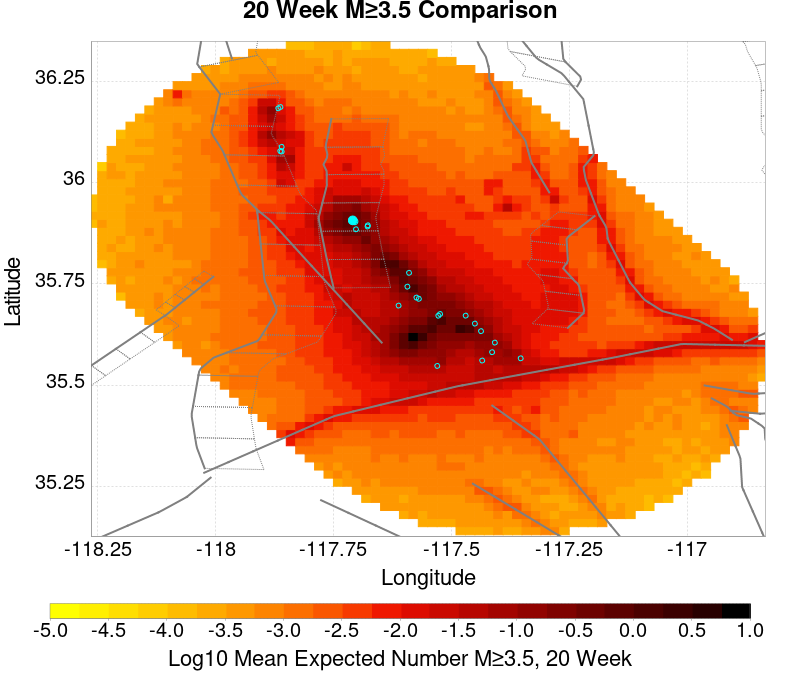 20 Week M≥3.5 Comparison
36.25
36
35.75
35.5
35.25
Latitude
-118.25 -118 -117.75 -117.5 -117.25 -117
Longitude
-5.0 -4.5 -4.0 -3.5 -3.0 -2.5 -2.0 -1.5 -1.0 -0.5 0.0 0.5 1.0
Log10 Mean Expected Number M≥3.5, 20 Week